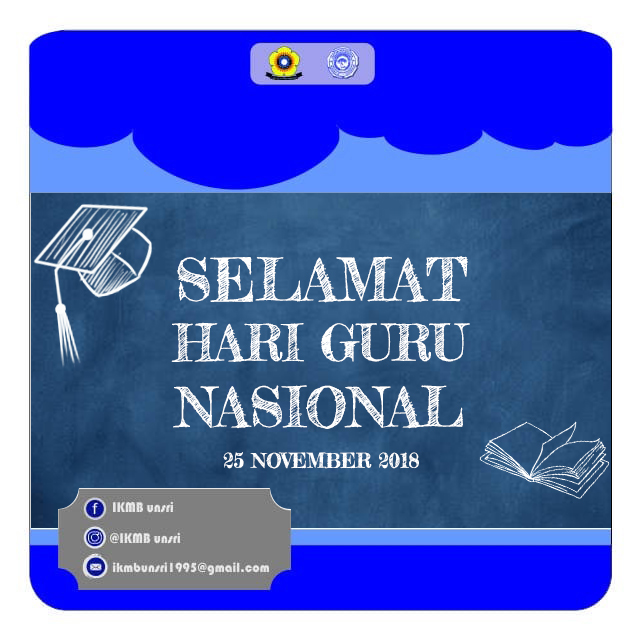 SELAMAT
HARI GURU
NASIONAL
25 NOVEMBER 2018
IKMB unsri
@IKMB unsri
ikmbunsri1995@gmail.com